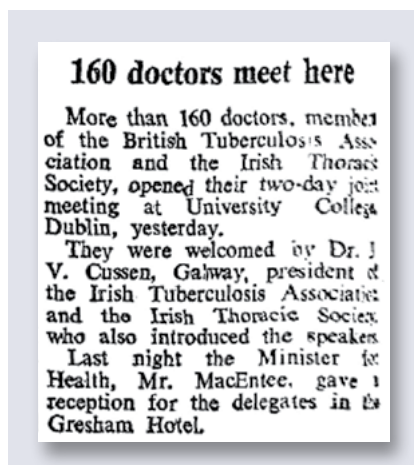 160 doctors meet here
More than 160 doctors, member
of the British Tuberculosis Ass-
ciation and the Irish Thoracic
Society, opened their two-day joint
meeting at University College
Dublin, yesterday.
They were welcomed by Dr. J
V. Cussen, Galway, president of
the Irish Tuberculosis Association
and the Irish Thoracic Society,
who also introduced the speakers
Last night the Minister for
Health, Mr. MacEntee, gave a
reception for the delegates in the
Gresham Hotel.